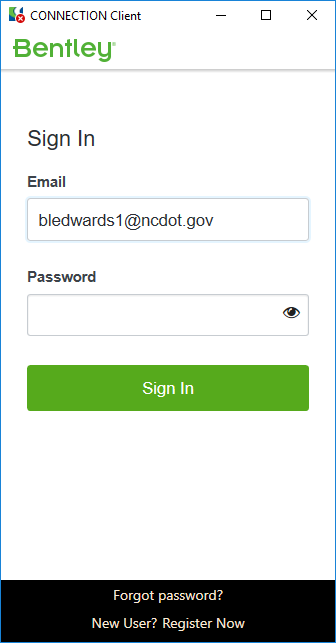 CONNECTION Client
Bentley®
Sign In
Email
bledwards1@ncdot.gov
Password
Sign In
Forgot password?
New User? Register Now